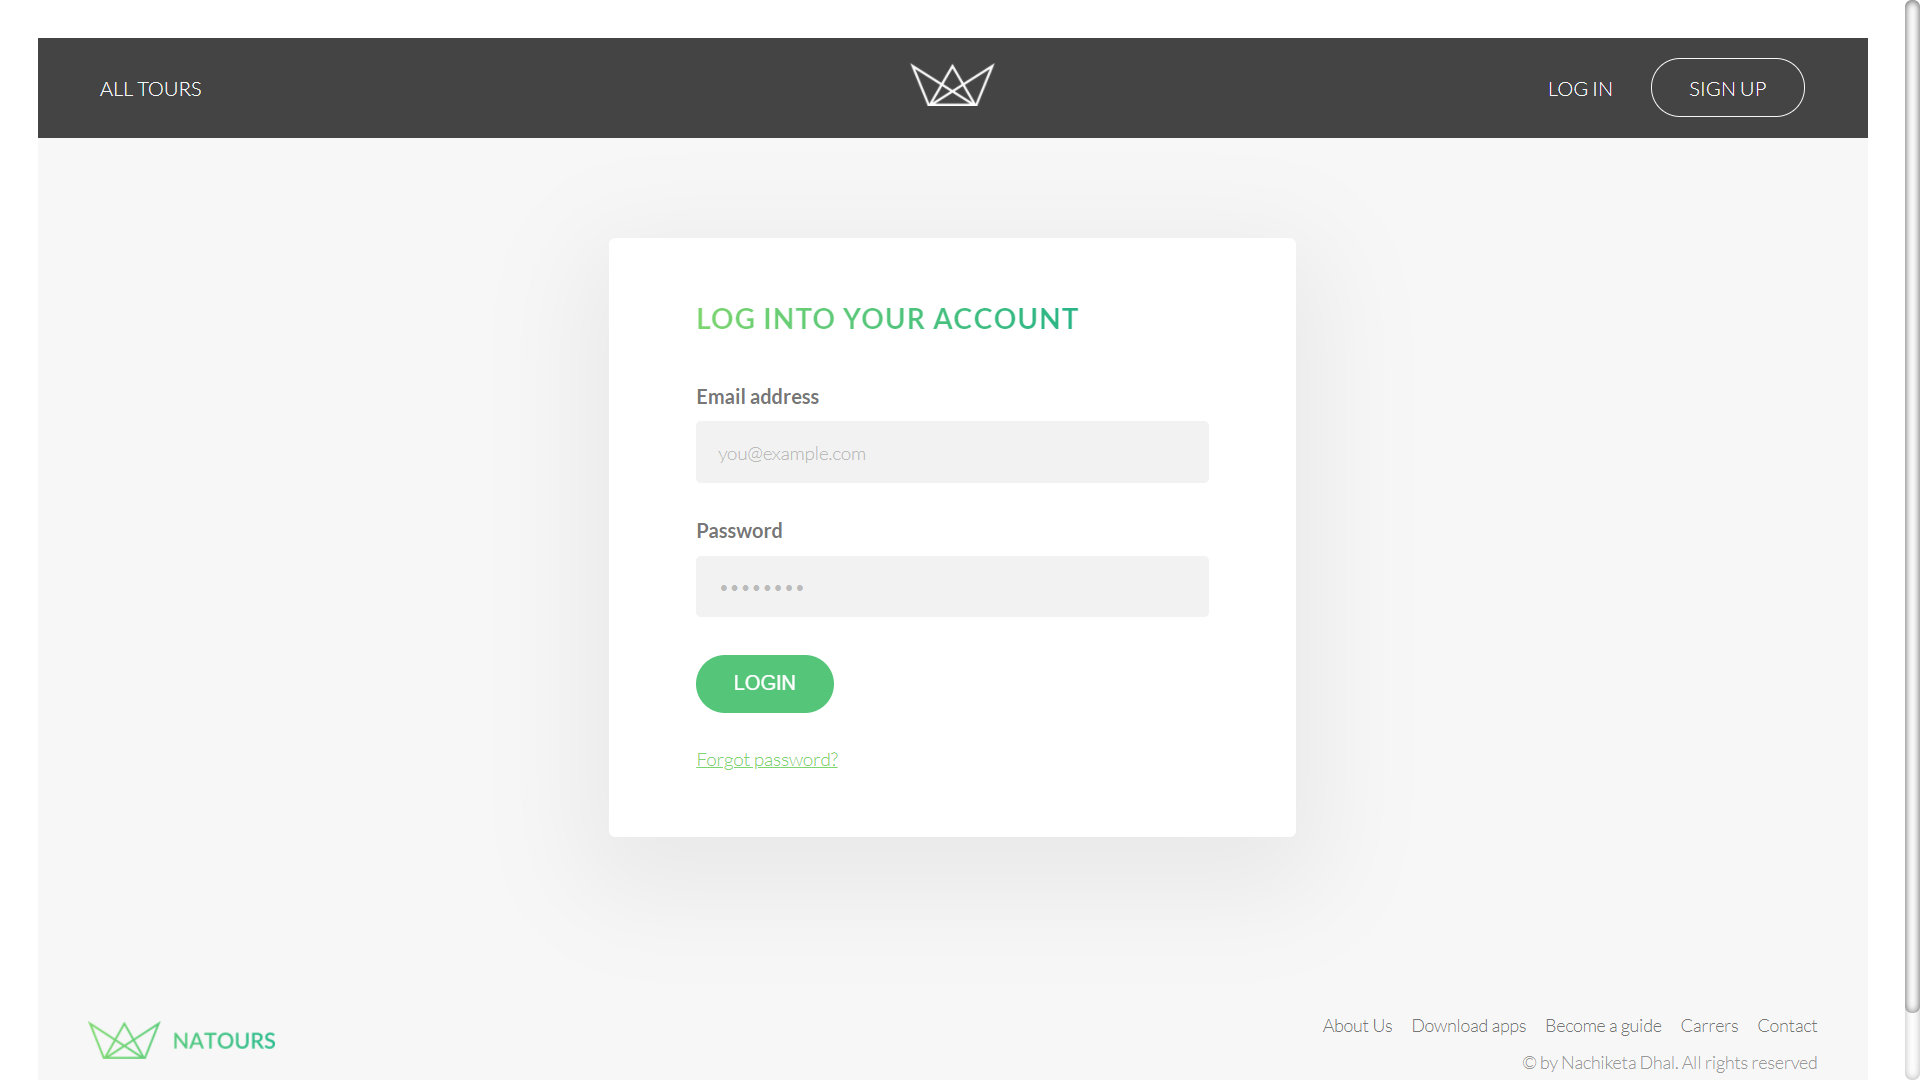 ALL TOURS
LOG IN
SIGN UP
LOG INTO YOUR ACCOUNT
Email address
you@example.com
Password
••••••••
LOGIN
Forgot password?
NATOURS
About Us Download apps Become a guide Carrers Contact
© by Nachiketa Dhal. All rights reserved